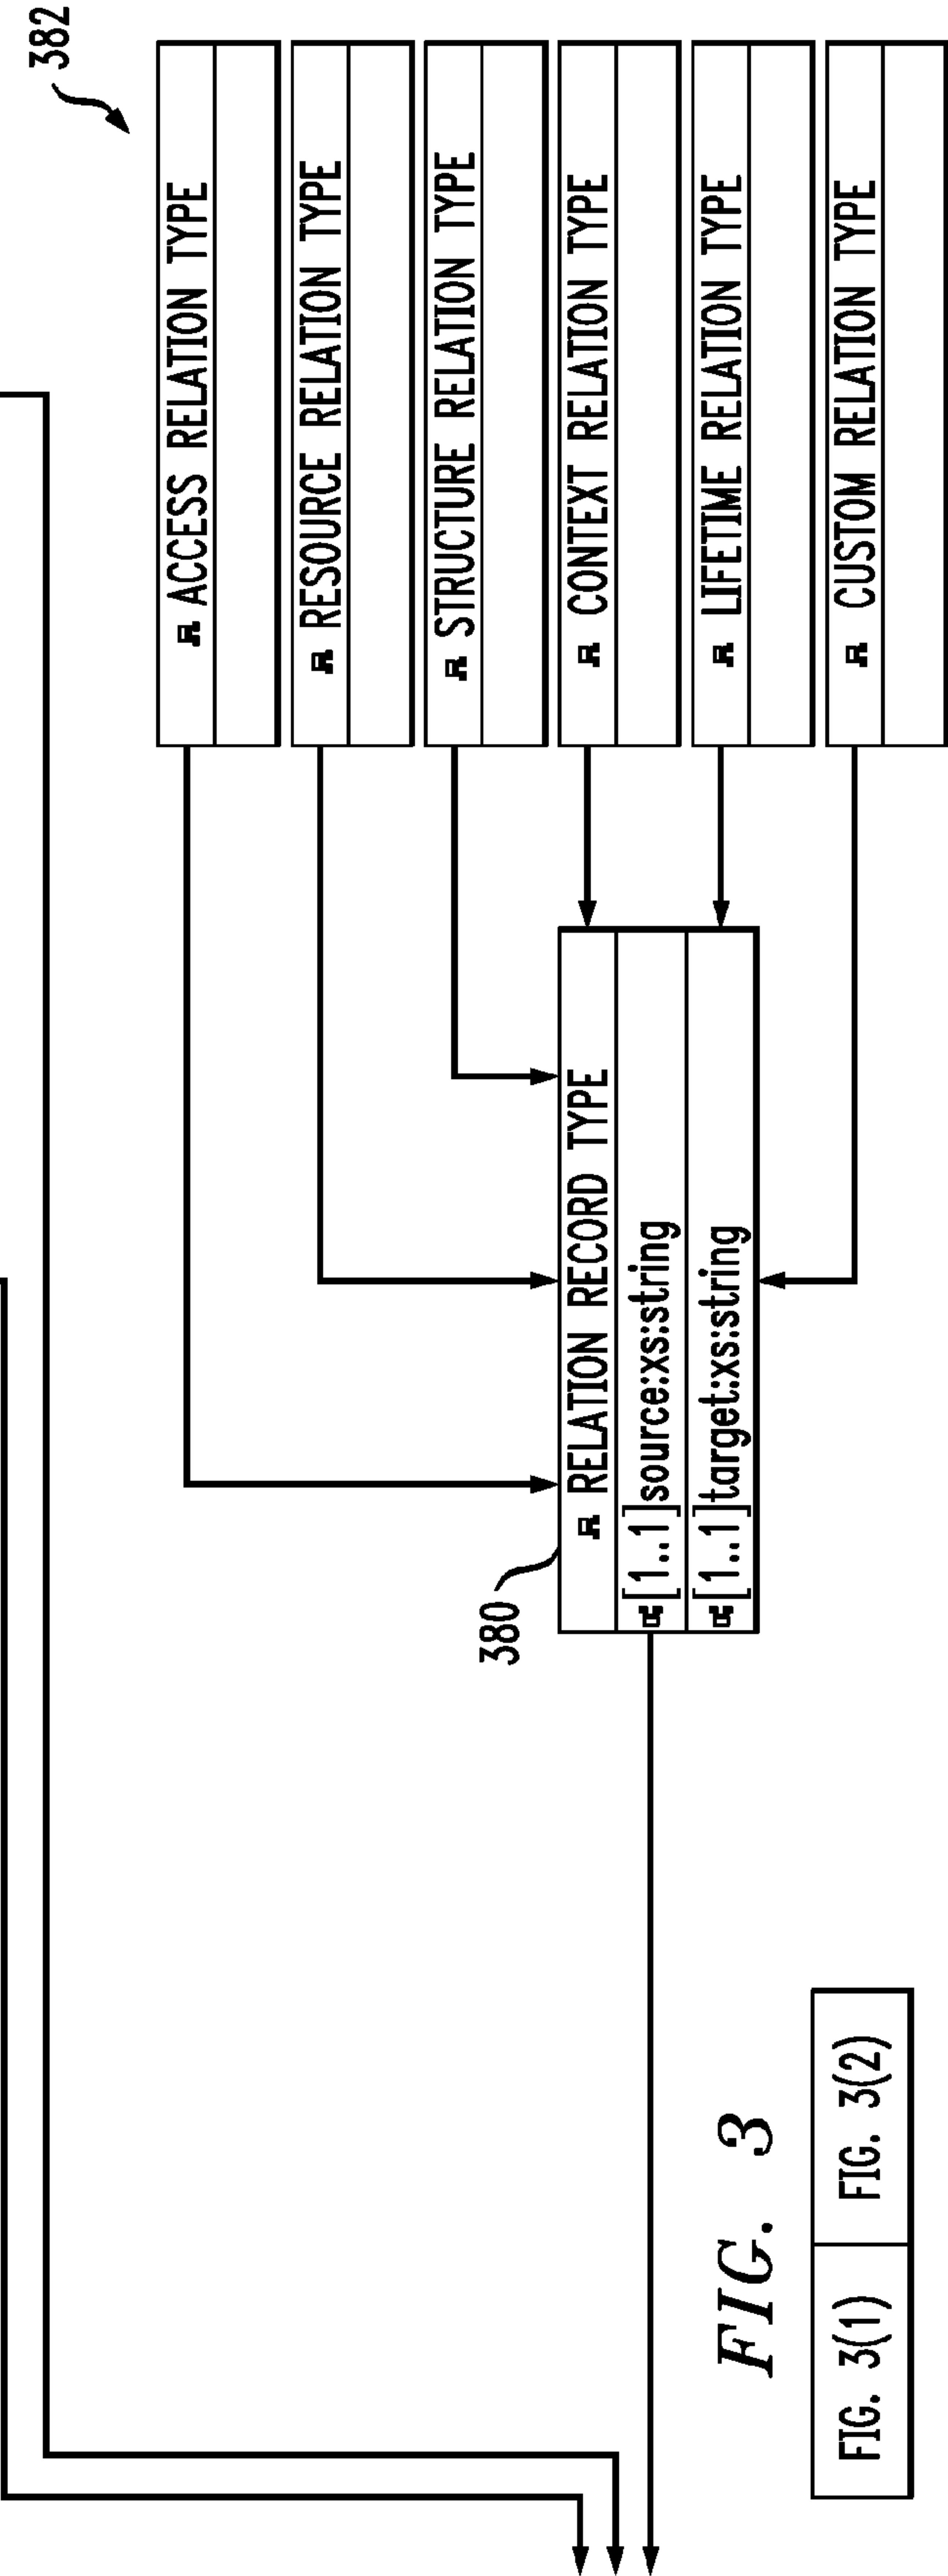 382
ACCESS RELATION TYPE
RESOURCE RELATION TYPE
STRUCTURE RELATION TYPE
CONTEXT RELATION TYPE
LIFETIME RELATION TYPE
CUSTOM RELATION TYPE
380
RELATION RECORD TYPE
[1..1]source:xs:string
[1..1]target:xs:string
FIG. 3
FIG. 3(1)
FIG. 3(2)